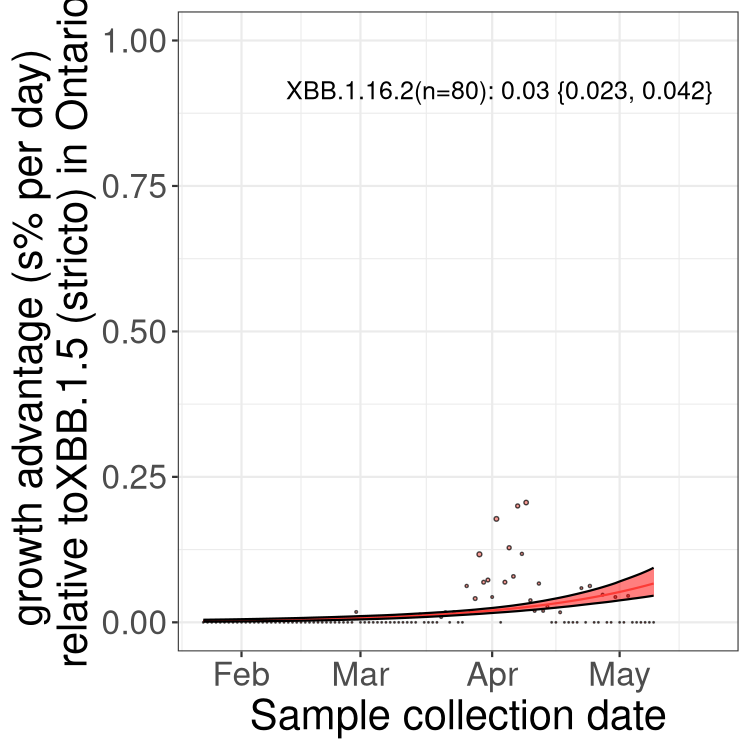 growth advantage (s% per day)
relative toXBB.1.5 (stricto) in Ontario
1.00
0.75
0.50
0.25
0.00
XBB.1.16.2(n=80): 0.03 {0.023, 0.042}
Feb Mar Apr May
Sample collection date